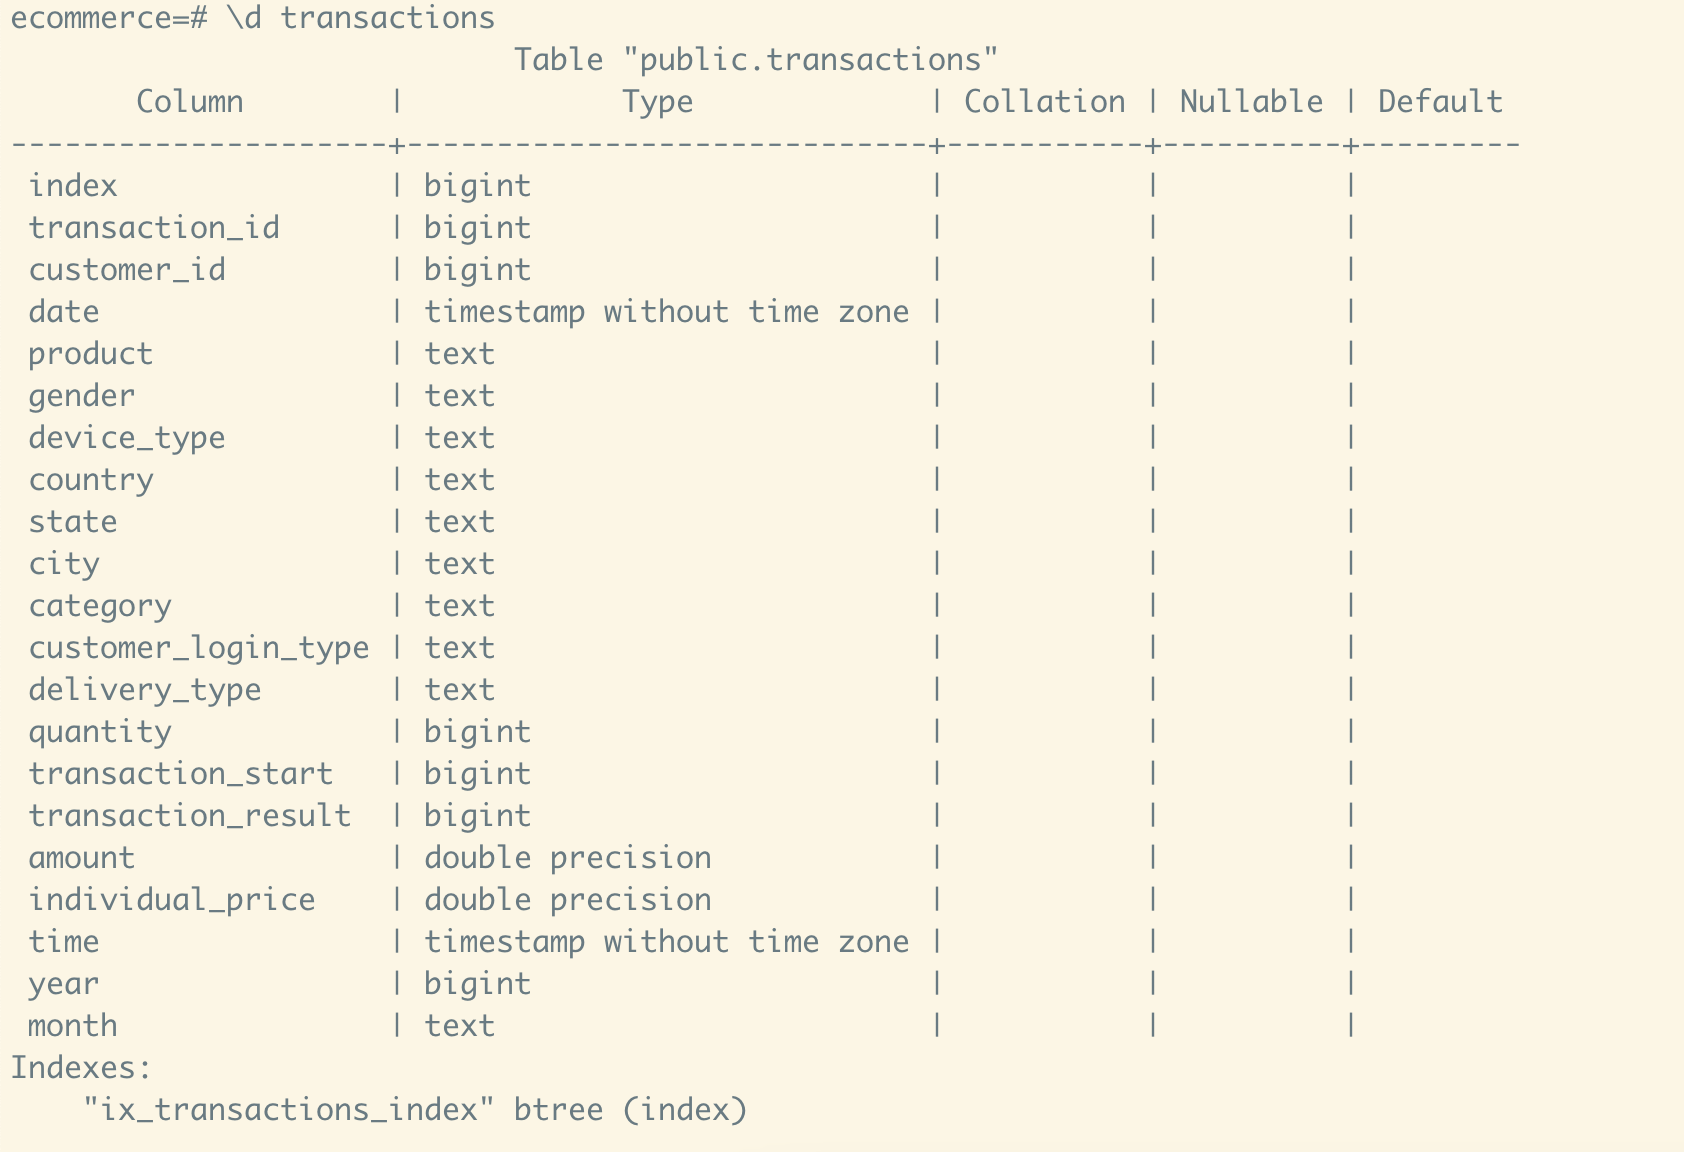 ecommerce=# \d transactions
                            Table "public.transactions"
       Column        |            Type             | Collation | Nullable | Default
---------------------+-----------------------------+-----------+----------+---------
 index               | bigint                      |           |          |
 transaction_id      | bigint                      |           |          |
 customer_id         | bigint                      |           |          |
 date                | timestamp without time zone |           |          |
 product             | text                        |           |          |
 gender              | text                        |           |          |
 device_type         | text                        |           |          |
 country             | text                        |           |          |
 state               | text                        |           |          |
 city                | text                        |           |          |
 category            | text                        |           |          |
 customer_login_type | text                        |           |          |
 delivery_type       | text                        |           |          |
 quantity            | bigint                      |           |          |
 transaction_start   | bigint                      |           |          |
 transaction_result  | bigint                      |           |          |
 amount              | double precision            |           |          |
 individual_price    | double precision            |           |          |
 time                | timestamp without time zone |           |          |
 year                | bigint                      |           |          |
 month               | text                        |           |          |
Indexes:
    "ix_transactions_index" btree (index)